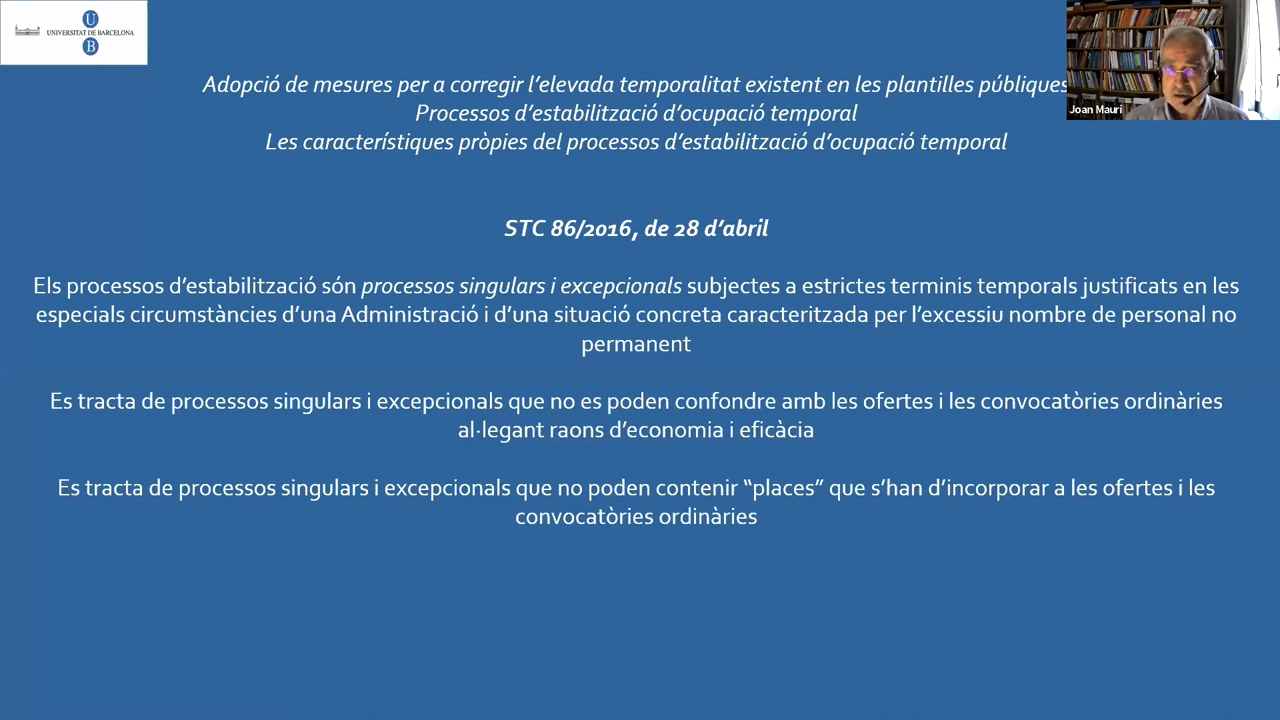 U
UNIVERSITAT DE BARCELONA
B
Joan Mauri
Adopció de mesures per a corregir l’elevada temporalitat existent en les plantilles públiques
Processos d’estabilització d’ocupació temporal
Les característiques pròpies del processos d’estabilització d’ocupació temporal
STC 86/2016, de 28 d’abril
Els processos d’estabilització són processos singulars i excepcionals subjectes a estrictes terminis temporals justificats en les
especials circumstàncies d’una Administració i d’una situació concreta caracteritzada per l’excessiu nombre de personal no
permanent
Es tracta de processos singulars i excepcionals que no es poden confondre amb les ofertes i les convocatòries ordinàries
al·legant raons d’economia i eficàcia
Es tracta de processos singulars i excepcionals que no poden contenir “places” que s’han d’incorporar a les ofertes i les
convocatòries ordinàries